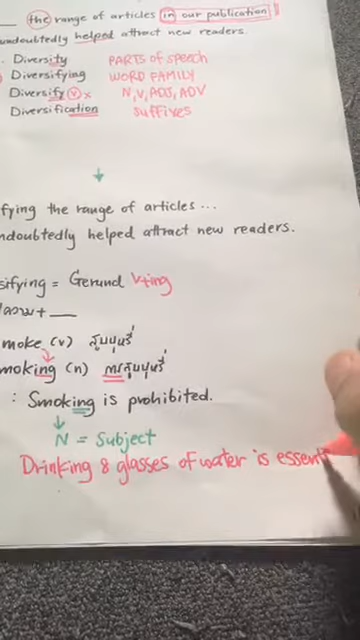 __ the range of articles in our publication
undoubtedly helped attract new readers.
. Diversity PARTS OF SPEECH
) Diversifying WORD FAMILY
Diversify (v) x N, V, ADJ, ADV
Diversification suffixes
↓
fying the range of articles ...
ndoubtedly helped attract new readers.
sifying = Gerund V+ing
+ __
moke (v) สูบบุหรี่
moking (n) การสูบบุหรี่
: Smoking is prohibited.
↓
N = Subject
Drinking 8 glasses of water is essenti